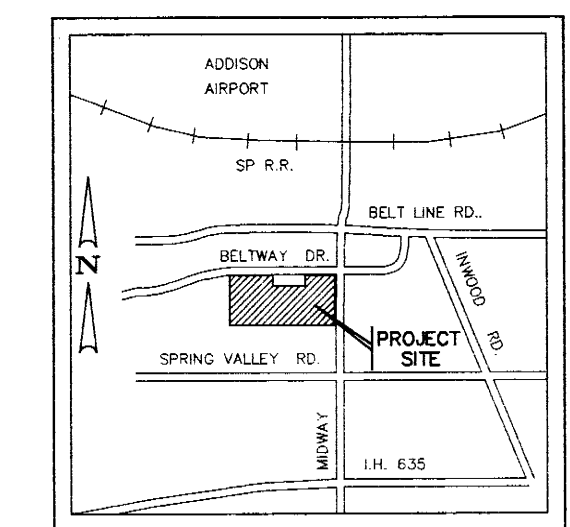 ADDISON
AIRPORT
SP R.R.
BELT LINE RD..
BELTWAY DR.
N
INWOOD RD.
PROJECT
SITE
SPRING VALLEY RD.
MIDWAY
I.H. 635